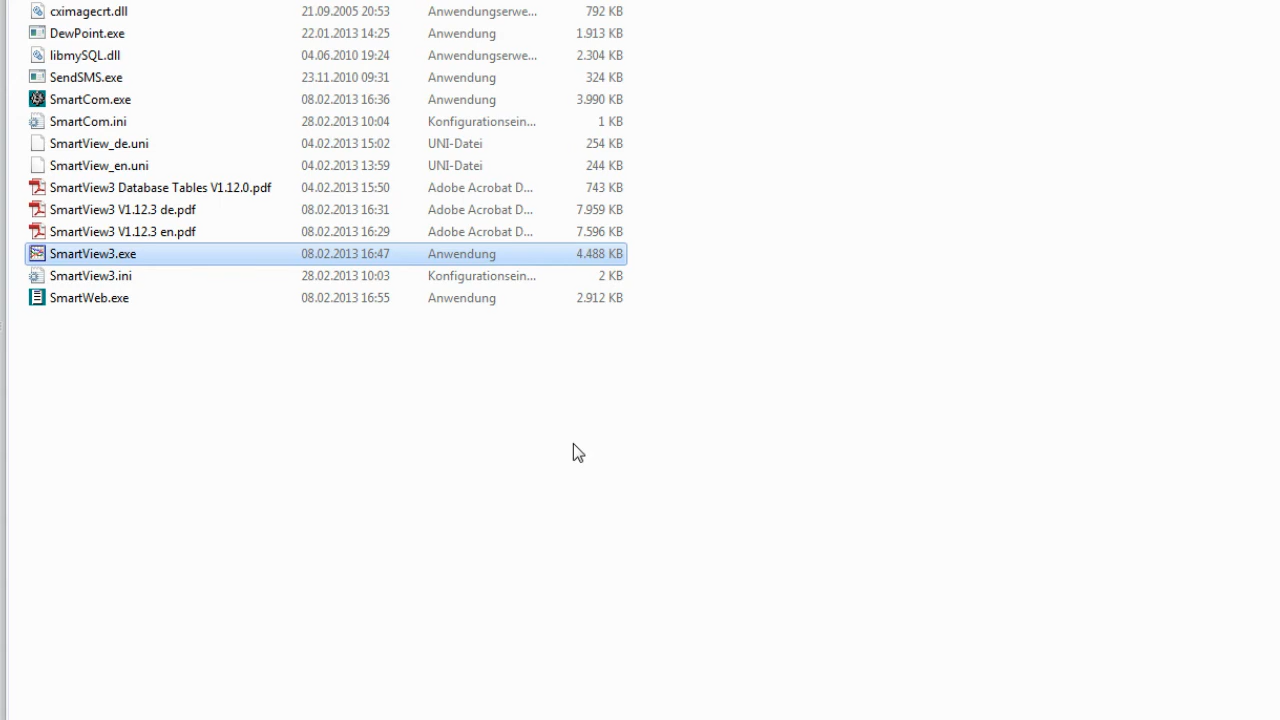 cximagecrt.dll 21.09.2005 20:53 Anwendungserwe... 792 KB
DewPoint.exe 22.01.2013 14:25 Anwendung 1.913 KB
libmySQL.dll 04.06.2010 19:24 Anwendungserwe... 2.304 KB
SendSMS.exe 23.11.2010 09:31 Anwendung 324 KB
SmartCom.exe 08.02.2013 16:36 Anwendung 3.990 KB
SmartCom.ini 28.02.2013 10:04 Konfigurationsein... 1 KB
SmartView_de.uni 04.02.2013 15:02 UNI-Datei 254 KB
SmartView_en.uni 04.02.2013 13:59 UNI-Datei 244 KB
SmartView3 Database Tables V1.12.0.pdf 04.02.2013 15:50 Adobe Acrobat D... 743 KB
SmartView3 V1.12.3 de.pdf 08.02.2013 16:31 Adobe Acrobat D... 7.959 KB
SmartView3 V1.12.3 en.pdf 08.02.2013 16:29 Adobe Acrobat D... 7.596 KB
SmartView3.exe 08.02.2013 16:47 Anwendung 4.488 KB
SmartView3.ini 28.02.2013 10:03 Konfigurationsein... 2 KB
SmartWeb.exe 08.02.2013 16:55 Anwendung 2.912 KB